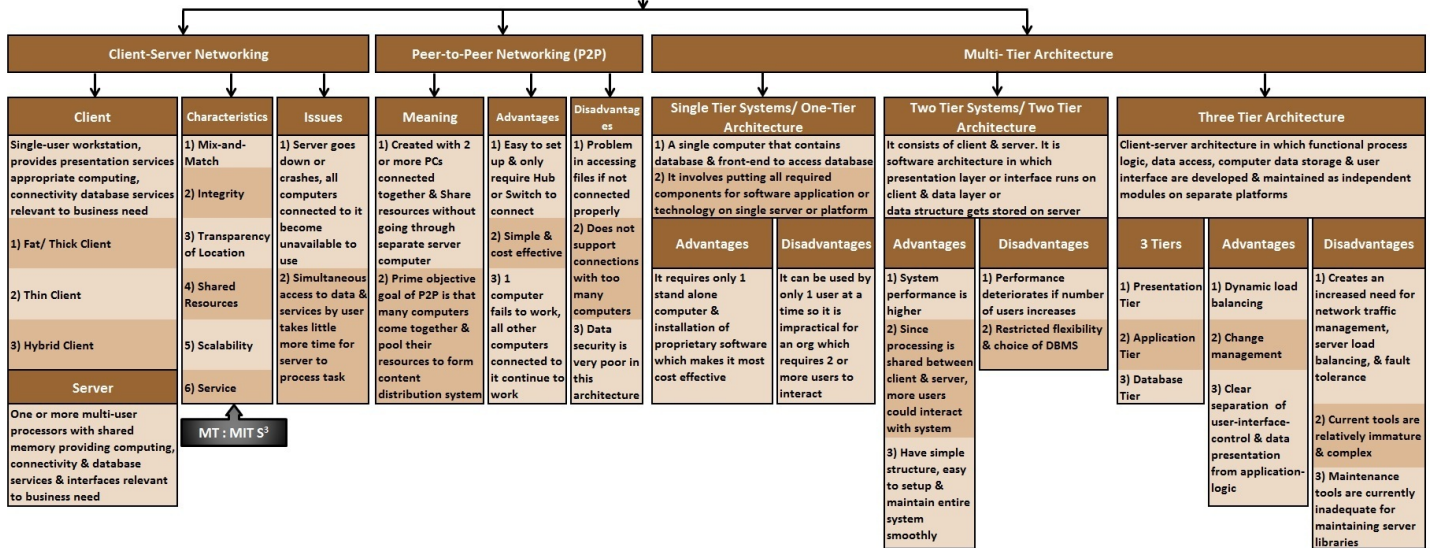 Client-Server Networking
Peer-to-Peer Networking (P2P)
Multi- Tier Architecture
Client
Single-user workstation,
provides presentation services
appropriate computing,
connectivity database services
relevant to business need
1) Fat/ Thick Client
2) Thin Client
3) Hybrid Client
Server
One or more multi-user
processors with shared
memory providing computing,
connectivity & database
services & interfaces relevant
to business need
Characteristics
1) Mix-and-
Match
2) Integrity
3) Transparency
of Location
4) Shared
Resources
5) Scalability
6) Service
MT : MIT S³
Issues
1) Server goes
down or
crashes, all
computers
connected to it
become
unavailable to
use
2) Simultaneous
access to data &
services by user
takes little
more time for
server to
process task
Meaning
1) Created with 2
or more PCs
connected
together & Share
resources without
going through
separate server
computer
2) Prime objective
goal of P2P is that
many computers
come together &
pool their
resources to form
content
distribution system
Advantages
1) Easy to set
up & only
require Hub
or Switch to
connect
2) Simple &
cost effective
3) 1
computer
fails to work,
all other
computers
connected to
it continue to
work
Disadvantag
es
1) Problem
in accessing
files if not
connected
properly
2) Does not
support
connections
with too
many
computers
3) Data
security is
very poor in
this
architecture
Single Tier Systems/ One-Tier
Architecture
1) A single computer that contains
database & front-end to access database
2) It involves putting all required
components for software application or
technology on single server or platform
Advantages
It requires only 1
stand alone
computer &
installation of
proprietary software
which makes it most
cost effective
Disadvantages
It can be used by
only 1 user at a
time so it is
impractical for
an org which
requires 2 or
more users to
interact
Two Tier Systems/ Two Tier
Architecture
It consists of client & server. It is
software architecture in which
presentation layer or interface runs on
client & data layer or
data structure gets stored on server
Advantages
1) System
performance is
higher
2) Since
processing is
shared between
client & server,
more users
could interact
with system
3) Have simple
structure, easy
to setup &
maintain entire
system
smoothly
Disadvantages
1) Performance
deteriorates if number
of users increases
2) Restricted flexibility
& choice of DBMS
Three Tier Architecture
Client-server architecture in which functional process
logic, data access, computer data storage & user
interface are developed & maintained as independent
modules on separate platforms
3 Tiers
1) Presentation
Tier
2) Application
Tier
3) Database
Tier
Advantages
1) Dynamic load
balancing
2) Change
management
3) Clear
separation of
user-interface-
control & data
presentation
from application-
logic
Disadvantages
1) Creates an
increased need for
network traffic
management,
server load
balancing, & fault
tolerance
2) Current tools are
relatively immature
& complex
3) Maintenance
tools are currently
inadequate for
maintaining server
libraries